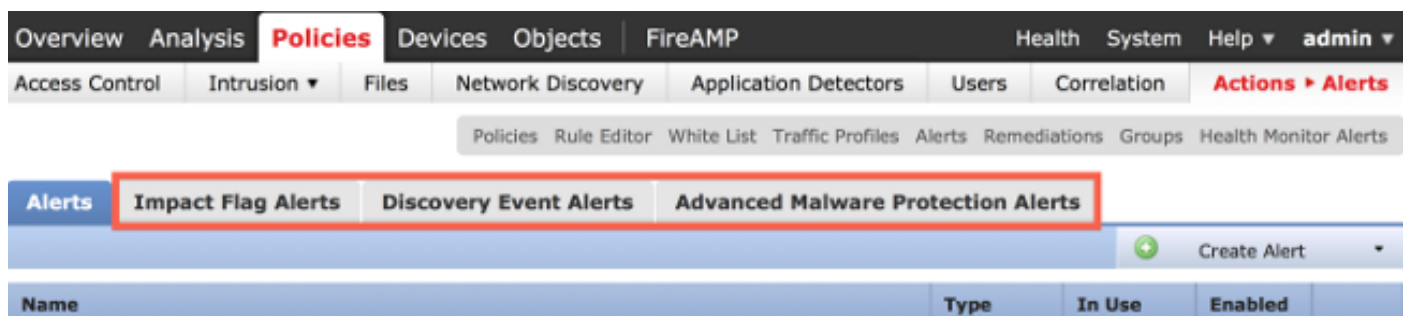 Overview Analysis Policies Devices Objects FireAMP Health System Help ▾ admin ▾
Access Control Intrusion ▾ Files Network Discovery Application Detectors Users Correlation Actions ▸ Alerts
Policies Rule Editor White List Traffic Profiles Alerts Remediations Groups Health Monitor Alerts
Alerts Impact Flag Alerts Discovery Event Alerts Advanced Malware Protection Alerts
Create Alert
Name Type In Use Enabled